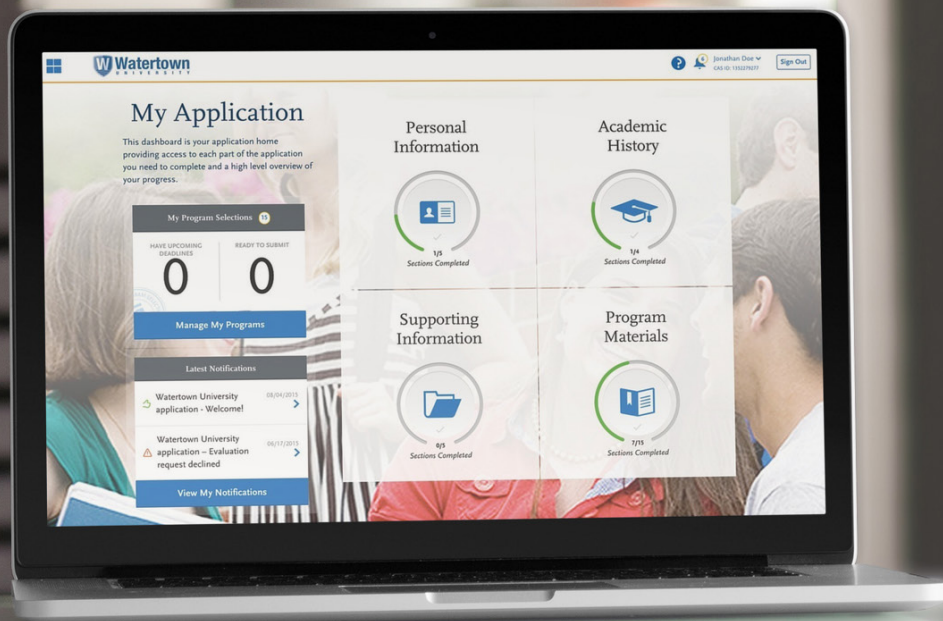 Watertown
UNIVERSITY
?
Jonathan Doe
Sign Out
My Application
This dashboard is your application home
providing access to each part of the application
you need to complete and a high level overview of
your progress.
My Program Selections 15
HAVE UPCOMING
DEADLINES
0
READY TO SUBMIT
0
Manage My Programs
Latest Notifications
Watertown University
application - Welcome!
08/04/2015
Watertown University
application – Evaluation
request declined
06/17/2015
View My Notifications
Personal
Information
1/5
Sections Completed
Academic
History
1/4
Sections Completed
Supporting
Information
0/5
Sections Completed
Program
Materials
7/15
Sections Completed